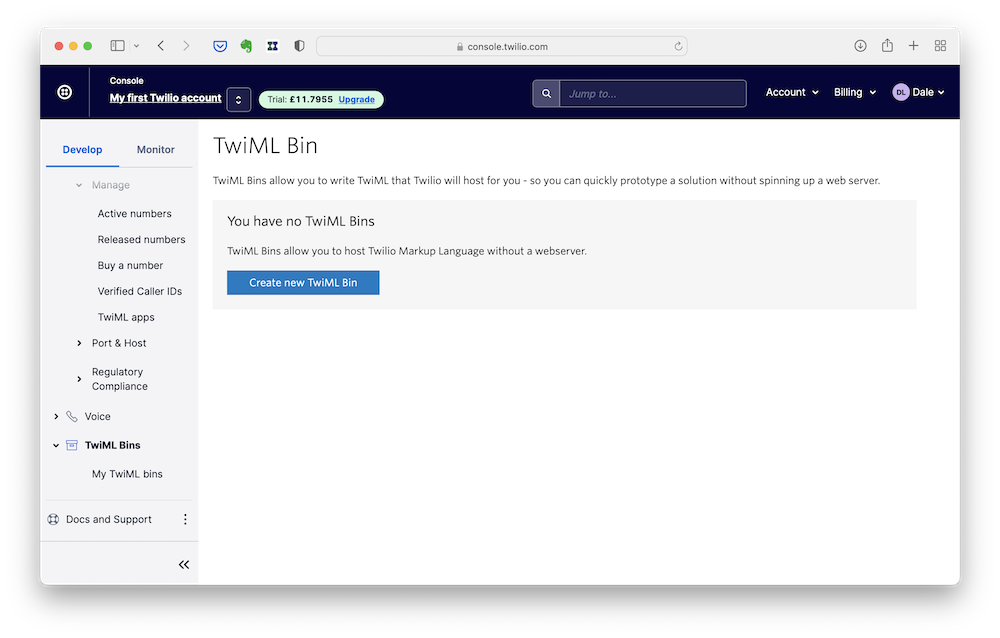 console.twilio.com
Console
My first Twilio account
Trial: £11.7955 Upgrade
Jump to...
Account
Billing
DL Dale
Develop Monitor
Manage
Active numbers
Released numbers
Buy a number
Verified Caller IDs
TwiML apps
Port & Host
Regulatory
Compliance
Voice
TwiML Bins
My TwiML bins
Docs and Support
TwiML Bin
TwiML Bins allow you to write TwiML that Twilio will host for you - so you can quickly prototype a solution without spinning up a web server.
You have no TwiML Bins
TwiML Bins allow you to host Twilio Markup Language without a webserver.
Create new TwiML Bin